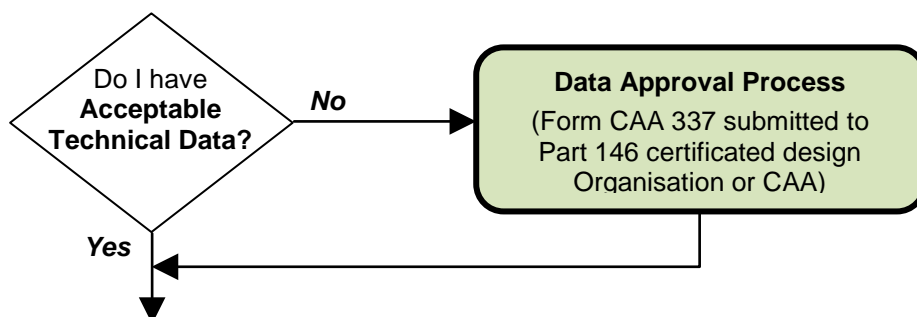 Do I have
Acceptable
Technical Data?
No
Data Approval Process
(Form CAA 337 submitted to
Part 146 certificated design
Organisation or CAA)
Yes